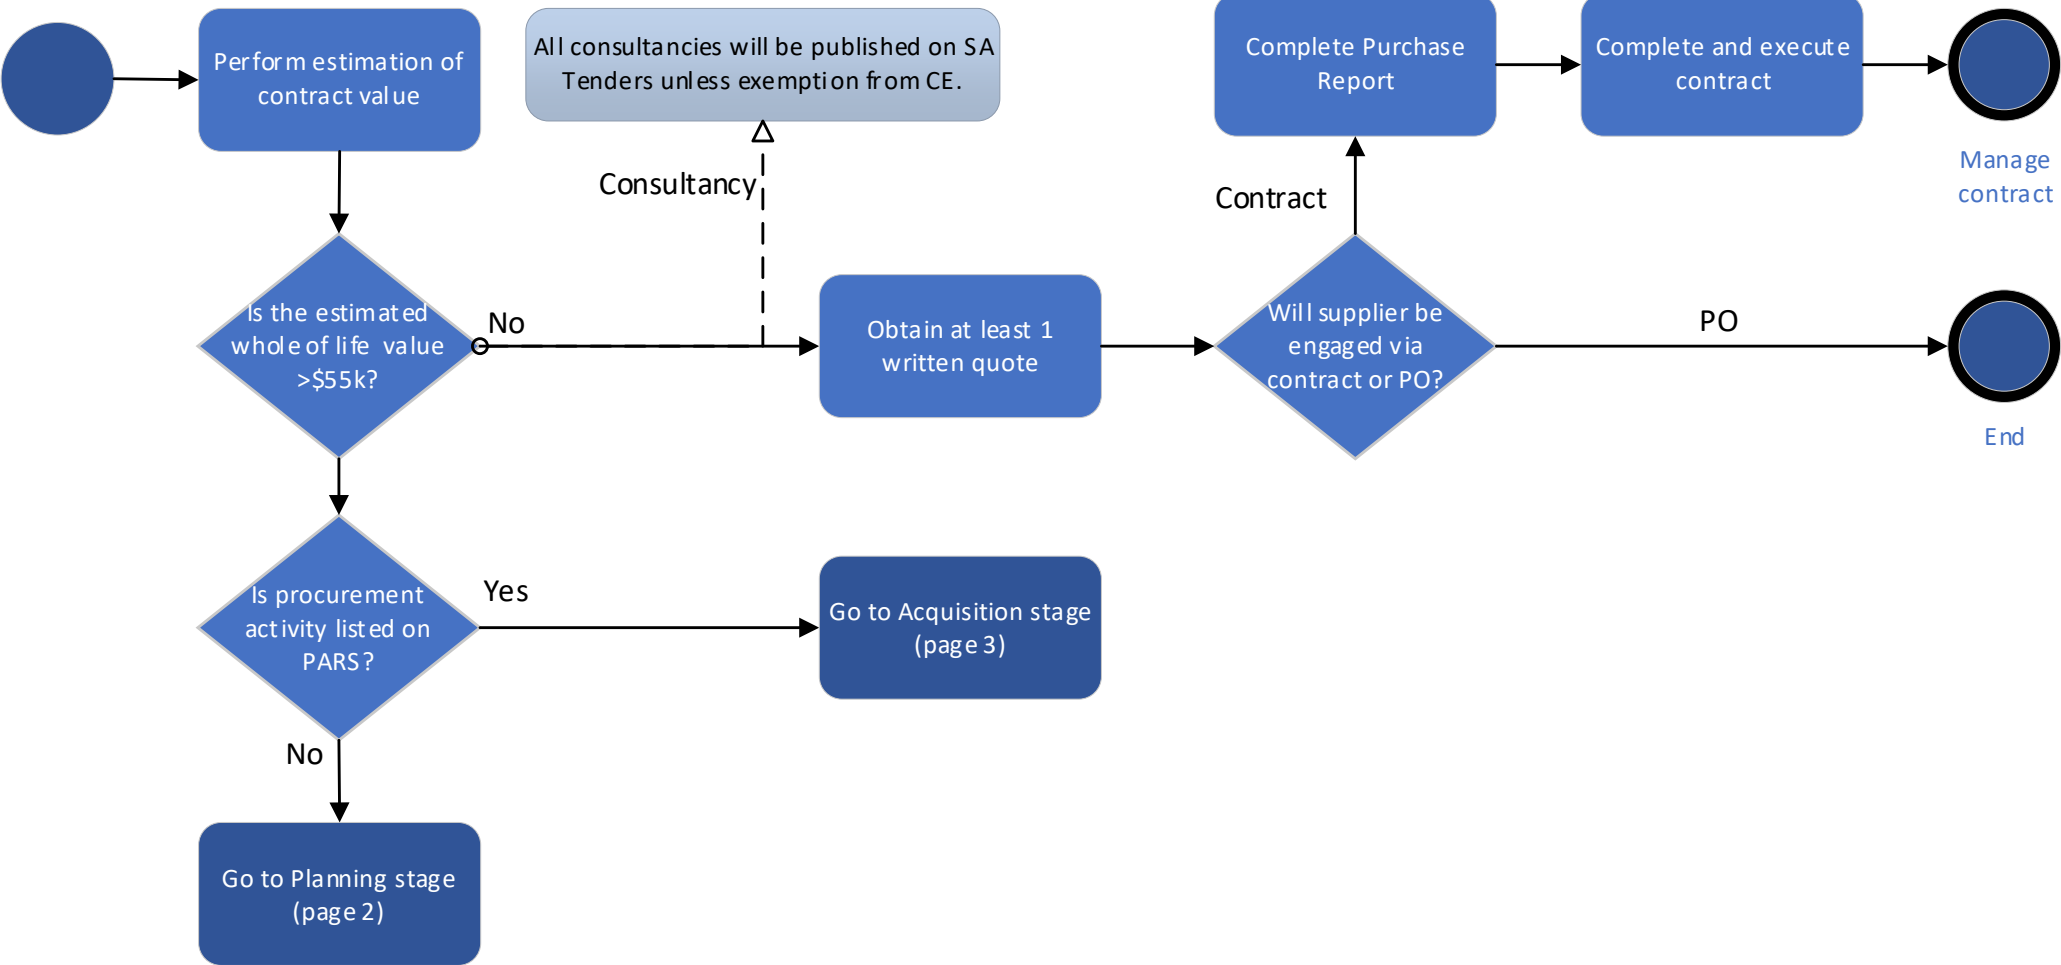 Perform estimation of
contract value
All consultancies will be published on SA
Tenders unless exemption from CE.
Complete Purchase
Report
Complete and execute
contract
Manage
contract
Consultancy
Contract
Is the estimated
whole of life value
>$55k?
No
Obtain at least 1
written quote
Will supplier be
engaged via
contract or PO?
PO
End
Is procurement
activity listed on
PARS?
Yes
Go to Acquisition stage
(page 3)
No
Go to Planning stage
(page 2)